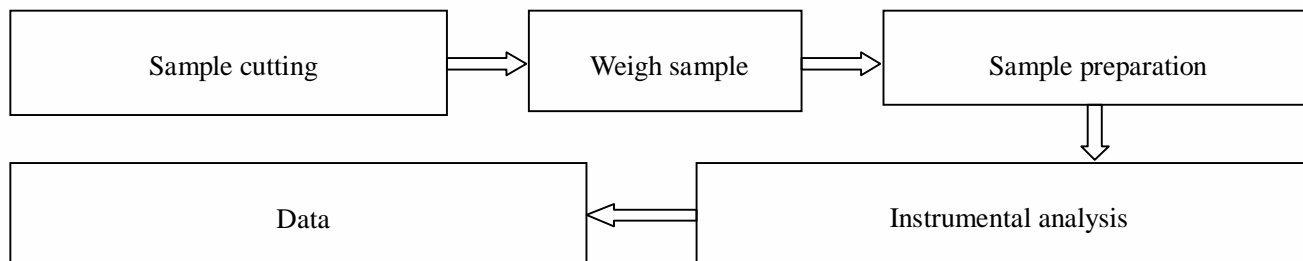 Sample cutting
Weigh sample
Sample preparation
Instrumental analysis
Data